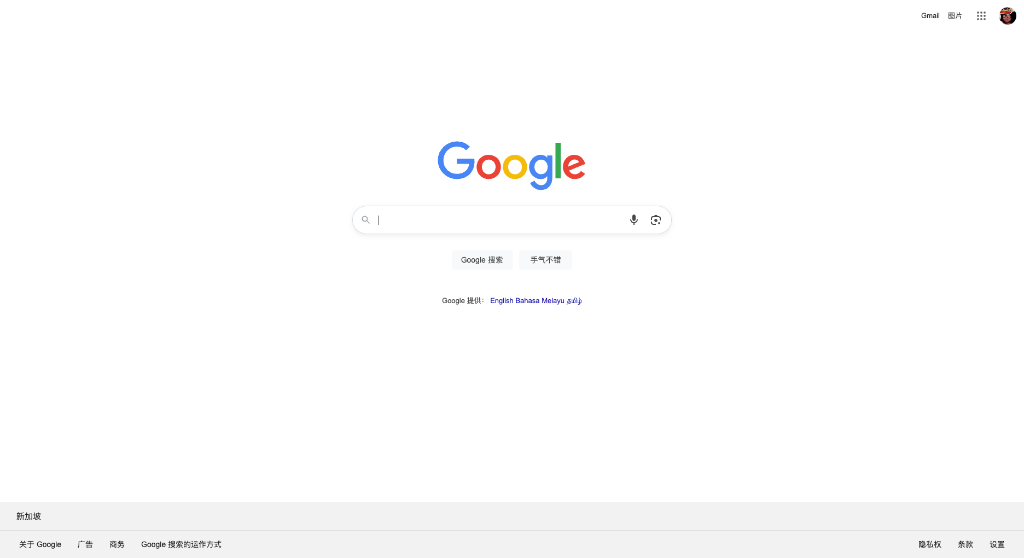 Gmail 图片
Google
Google 搜索 手气不错
Google 提供： English Bahasa Melayu தமிழ்
新加坡
关于 Google 广告 商务 Google 搜索的运作方式 隐私权 条款 设置